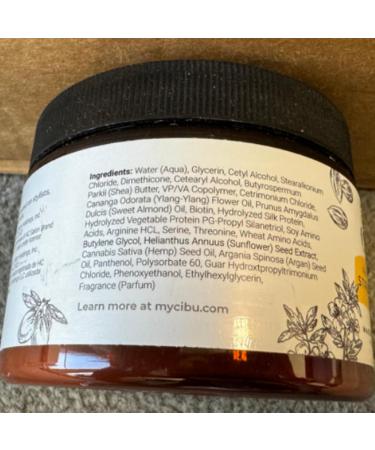 Ingredients: Water (Aqua), Glycerin, Cetyl Alcohol, Stearalkonium
Chloride, Dimethicone, Cetearyl Alcohol, Butyrospermum
Parkii (Shea) Butter, VP/VA Copolymer, Cetrimonium Chloride,
Cananga Odorata (Ylang-Ylang) Flower Oil, Prunus Amygdalus
Dulcis (Sweet Almond) Oil, Biotin, Hydrolyzed Silk Protein,
Hydrolyzed Vegetable Protein PG-Propyl Silanetriol, Soy Amino
Acids, Arginine HCL, Serine, Threonine, Wheat Amino Acids,
Butylene Glycol, Helianthus Annuus (Sunflower) Seed Extract,
Cannabis Sativa (Hemp) Seed Oil, Argania Spinosa (Argan) Seed
Oil, Panthenol, Polysorbate 60, Guar Hydroxtpropyltrimonium
Chloride, Phenoxyethanol, Ethylhexylglycerin,
Fragrance (Parfum)
Learn more at mycibu.com